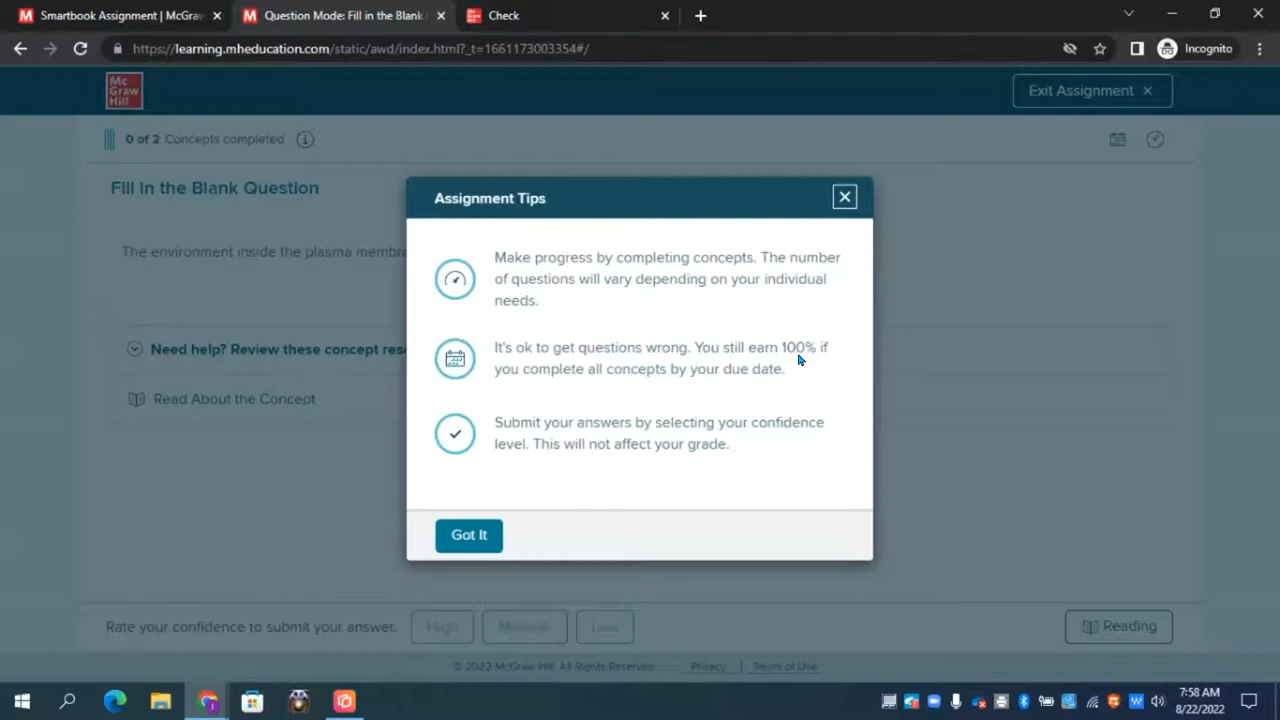 Smartbook Assignment | McGraw
Question Mode: Fill in the Blank
Check
https://learning.mheducation.com/static/awd/index.html?_t=1661173003354#/
Incognito
Mc
Graw
Hill
Exit Assignment
0 of 2 Concepts completed
Fill in the Blank Question
The environment inside the plasma membr
Need help? Review these concept res
Read About the Concept
Assignment Tips
Make progress by completing concepts. The number
of questions will vary depending on your individual
needs.
It's ok to get questions wrong. You still earn 100% if
you complete all concepts by your due date.
Submit your answers by selecting your confidence
level. This will not affect your grade.
Got It
Rate your confidence to submit your answer.
High
Medium
Low
Reading
© 2022 McGraw Hill. All Rights Reserved.
Privacy
Terms of Use
7:58 AM
8/22/2022